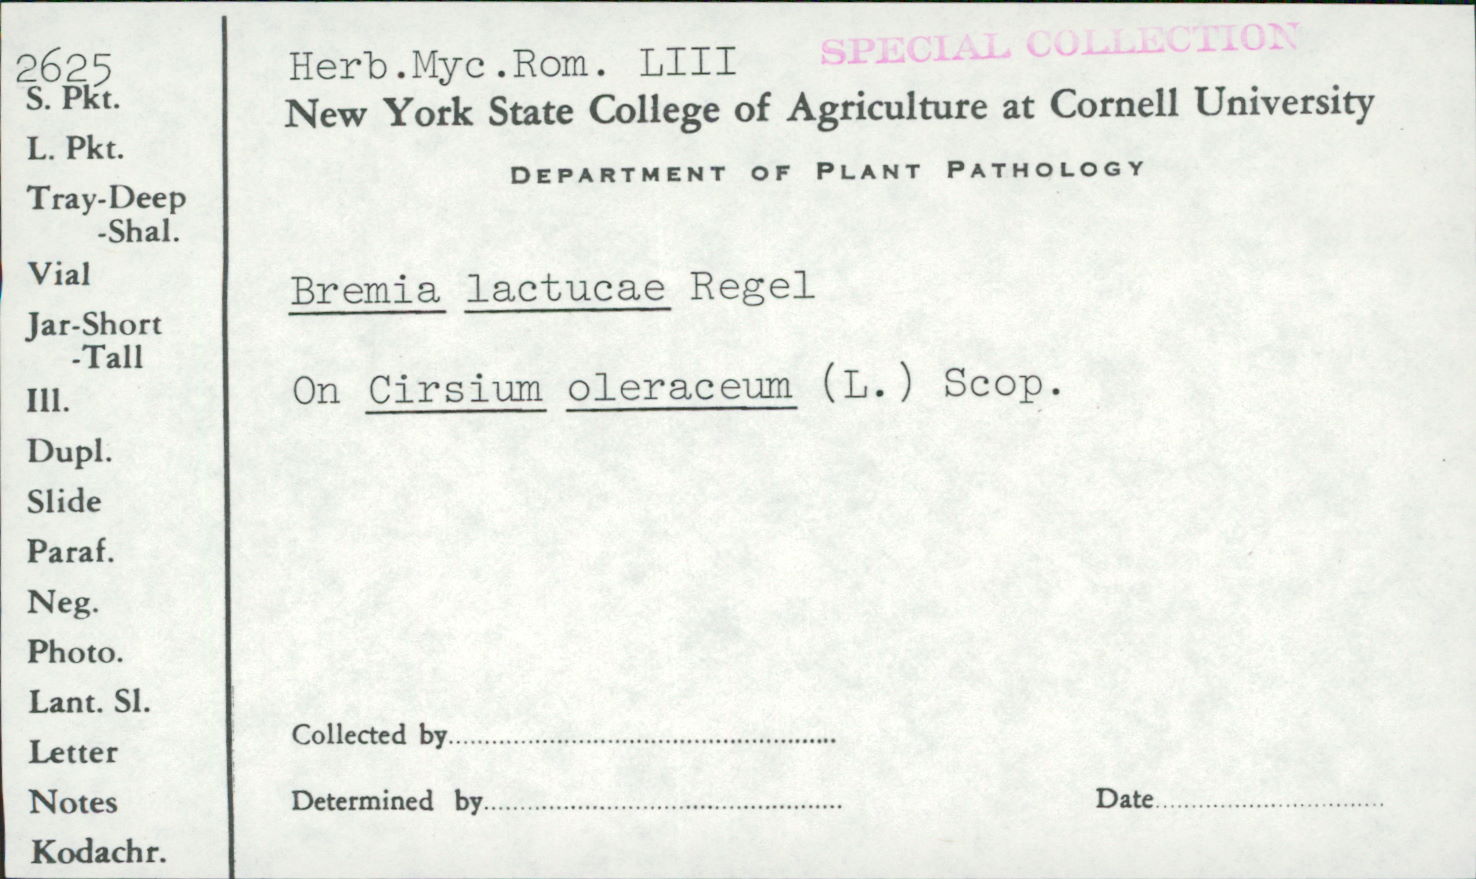 2625
S. Pkt.
L. Pkt.
Tray-Deep
-Shal.
Vial
Jar-Short
-Tall
Ill.
Dupl.
Slide
Paraf.
Neg.
Photo.
Lant. Sl.
Letter
Notes
Kodachr.
Herb.Myc.Rom. LIII
SPECIAL COLLECTION
New York State College of Agriculture at Cornell University
DEPARTMENT OF PLANT PATHOLOGY
Bremia lactucae Regel
On Cirsium oleraceum (L.) Scop.
Collected by
Determined by
Date